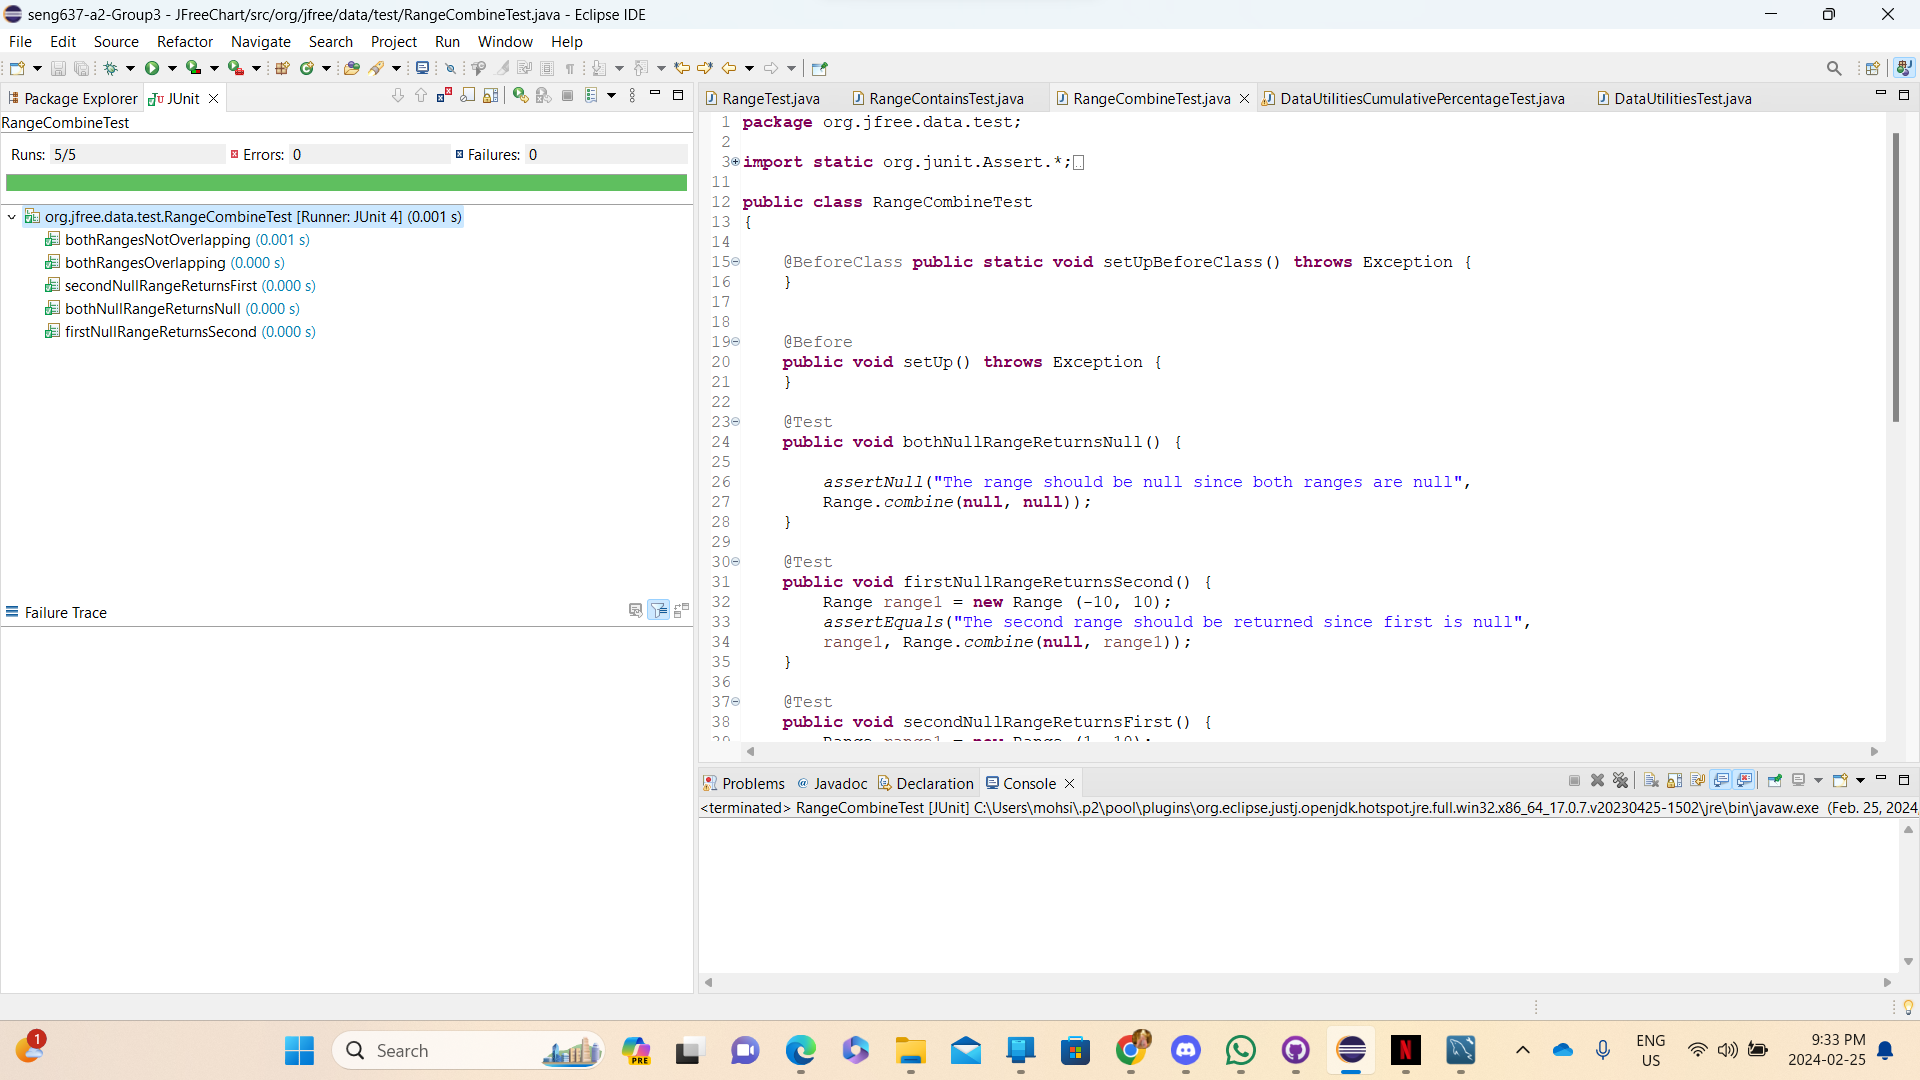 seng637-a2-Group3 - JFreeChart/src/org/jfree/data/test/RangeCombineTest.java - Eclipse IDE
File Edit Source Refactor Navigate Search Project Run Window Help
Package Explorer JUnit
RangeCombineTest
Runs: 5/5 Errors: 0 Failures: 0
org.jfree.data.test.RangeCombineTest [Runner: JUnit 4] (0.001 s)
bothRangesNotOverlapping (0.001 s)
bothRangesOverlapping (0.000 s)
secondNullRangeReturnsFirst (0.000 s)
bothNullRangeReturnsNull (0.000 s)
firstNullRangeReturnsSecond (0.000 s)
Failure Trace
RangeTest.java RangeContainsTest.java RangeCombineTest.java DataUtilitiesCumulativePercentageTest.java DataUtilitiesTest.java
1 package org.jfree.data.test;
2
3 import static org.junit.Assert.*;
11
12 public class RangeCombineTest
13 {
14
15 @BeforeClass public static void setUpBeforeClass() throws Exception {
16 }
17
18
19 @Before
20 public void setUp() throws Exception {
21 }
22
23 @Test
24 public void bothNullRangeReturnsNull() {
25
26 assertNull("The range should be null since both ranges are null",
27 Range.combine(null, null));
28 }
29
30 @Test
31 public void firstNullRangeReturnsSecond() {
32 Range range1 = new Range (-10, 10);
33 assertEquals("The second range should be returned since first is null",
34 range1, Range.combine(null, range1));
35 }
36
37 @Test
38 public void secondNullRangeReturnsFirst() {
39 Range range1 = new Range (1, 10);
Problems @ Javadoc Declaration Console
<terminated> RangeCombineTest [JUnit] C:\Users\mohsi\.p2\pool\plugins\org.eclipse.justj.openjdk.hotspot.jre.full.win32.x86_64_17.0.7.v20230425-1502\jre\bin\javaw.exe (Feb. 25, 2024,
1
Search
PRE
N
ENG
US
9:33 PM
2024-02-25